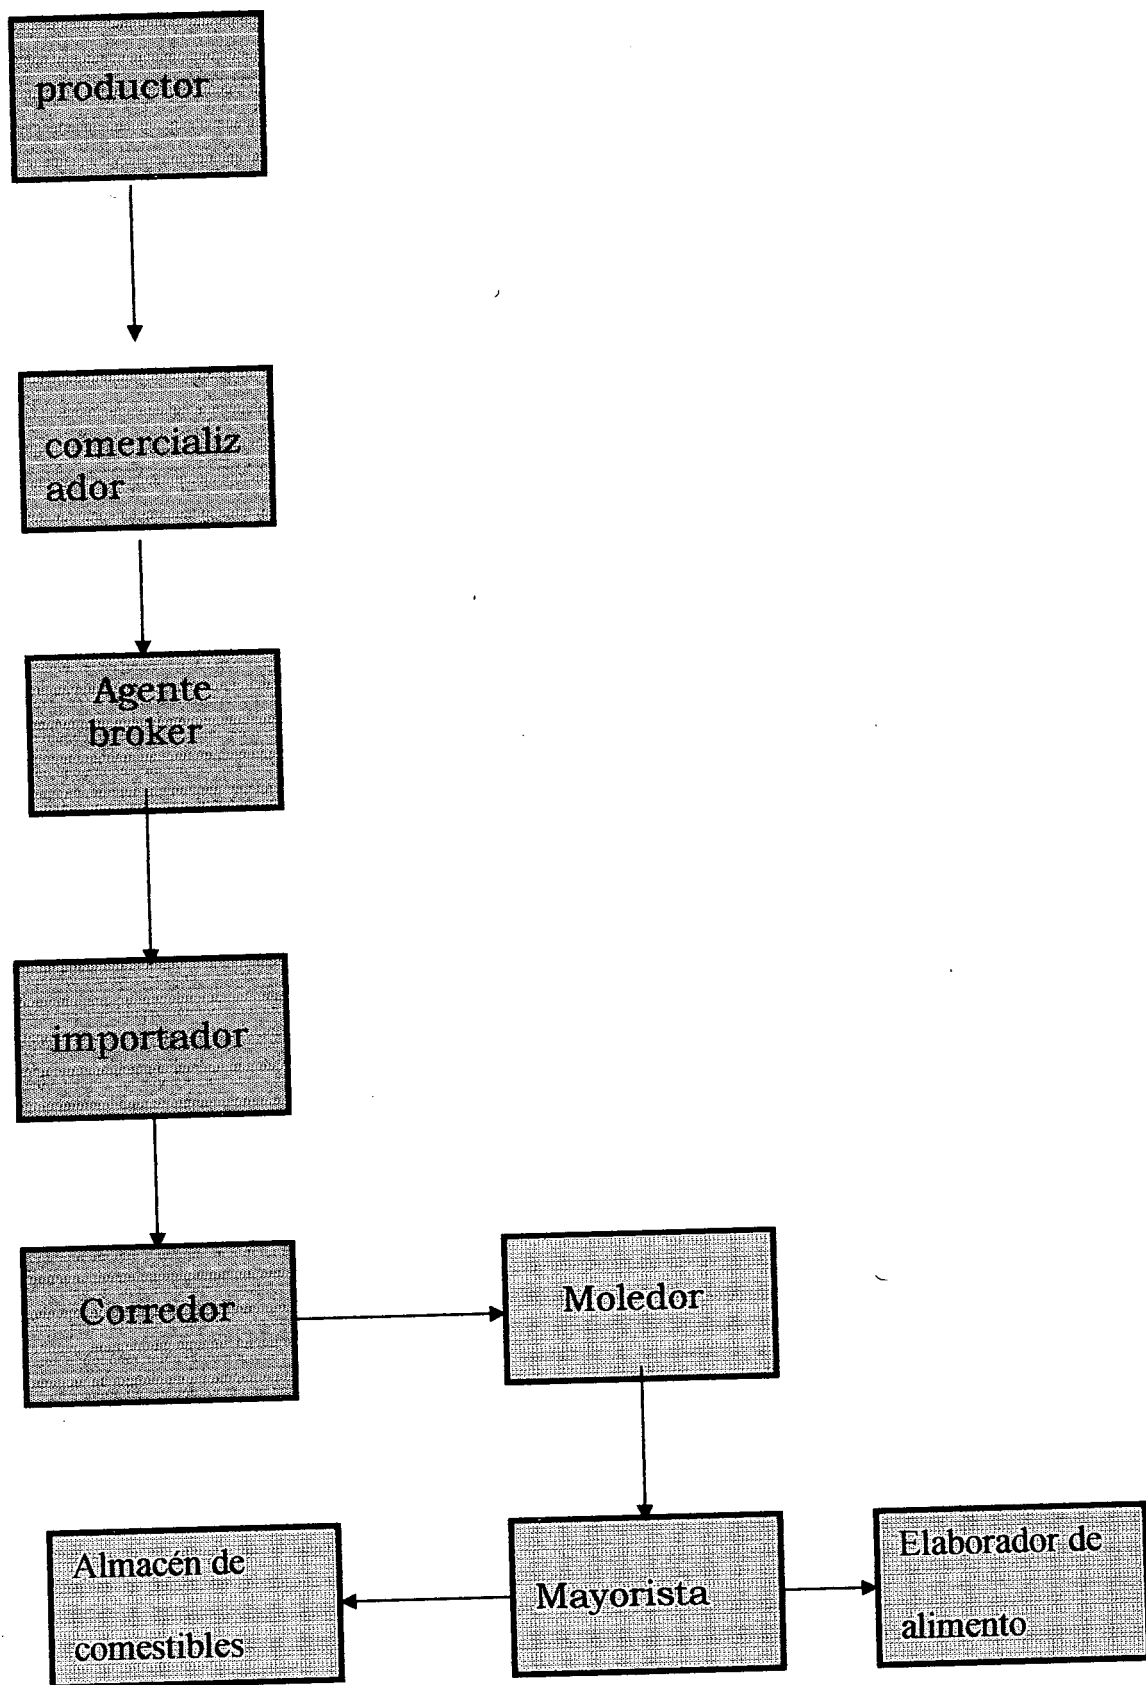 productor
comercializ
ador
Agente
broker
importador
Corredor
Moledor
Almacén de
comestibles
Mayorista
Elaborador de
alimento